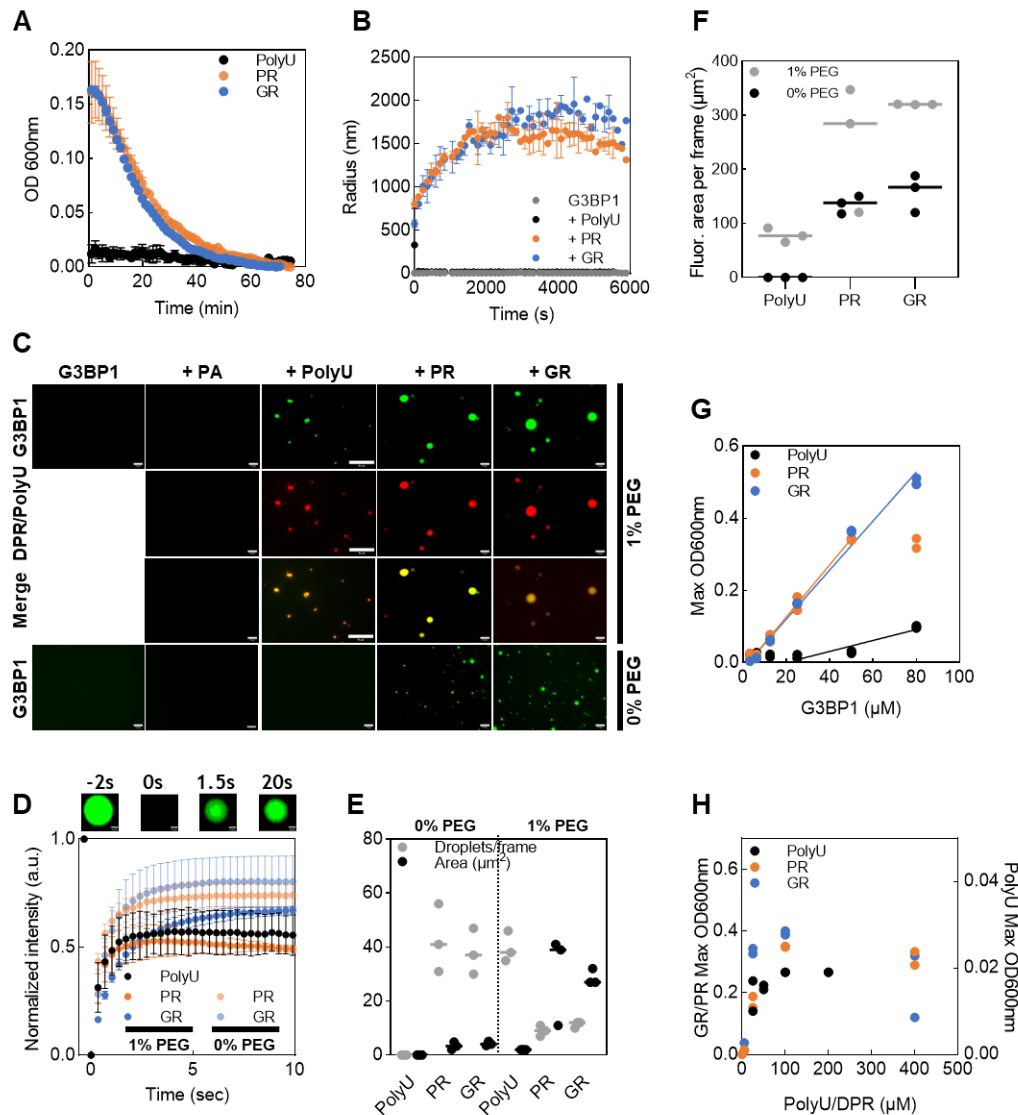 A
OD 600nm
0.20
0.15
0.10
0.05
0.00
PolyU
PR
GR
0 20 40 60 80
Time (min)
B
Radius (nm)
2500
2000
1500
1000
500
0
G3BP1
+ PolyU
+ PR
+ GR
0 2000 4000 6000
Time (s)
F
Fluor. area per frame (µm²)
400
300
200
100
0
1% PEG
0% PEG
PolyU PR GR
C
G3BP1 + PA + PolyU + PR + GR
G3BP1
DPR/PolyU
Merge
G3BP1
1% PEG
0% PEG
G
Max OD600nm
0.6
0.4
0.2
0.0
PolyU
PR
GR
0 20 40 60 80 100
G3BP1 (µM)
D
-2s 0s 1.5s 20s
Normalized intensity (a.u.)
1.0
0.5
0.0
PolyU
PR PR
GR GR
1% PEG 0% PEG
0 5 10
Time (sec)
E
80
60
40
20
0
0% PEG 1% PEG
Droplets/frame
Area (µm²)
PolyU PR GR PolyU PR GR
H
GR/PR Max OD600nm
0.6
0.4
0.2
0.0
PolyU
PR
GR
0.04
0.02
0.00
PolyU Max OD600nm
0 100 200 300 400 500
PolyU/DPR (µM)